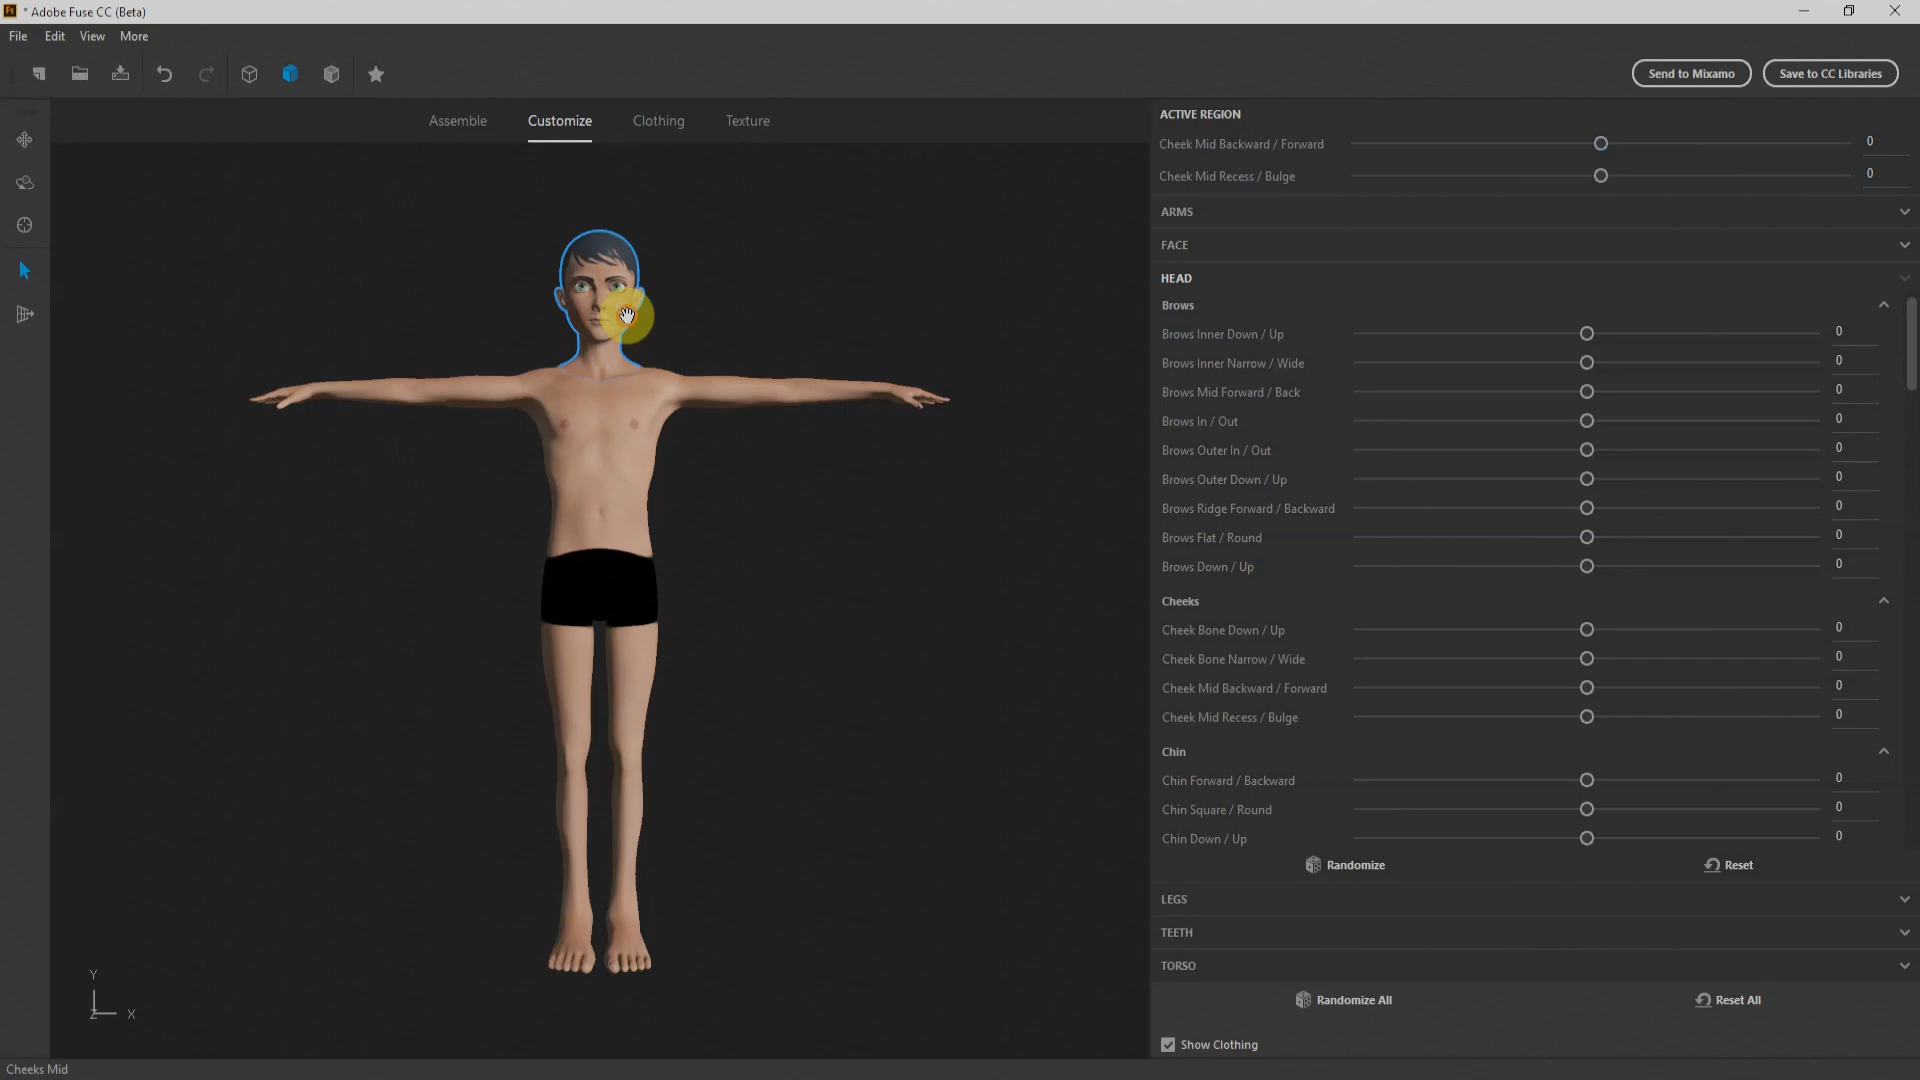 Fs * Adobe Fuse CC (Beta)
File Edit View More
Send to Mixamo Save to CC Libraries
Assemble Customize Clothing Texture
ACTIVE REGION
Cheek Mid Backward / Forward 0
Cheek Mid Recess / Bulge 0
ARMS
FACE
HEAD
Brows
Brows Inner Down / Up 0
Brows Inner Narrow / Wide 0
Brows Mid Forward / Back 0
Brows In / Out 0
Brows Outer In / Out 0
Brows Outer Down / Up 0
Brows Ridge Forward / Backward 0
Brows Flat / Round 0
Brows Down / Up 0
Cheeks
Cheek Bone Down / Up 0
Cheek Bone Narrow / Wide 0
Cheek Mid Backward / Forward 0
Cheek Mid Recess / Bulge 0
Chin
Chin Forward / Backward 0
Chin Square / Round 0
Chin Down / Up 0
Randomize Reset
LEGS
TEETH
TORSO
Randomize All Reset All
Show Clothing
Y
Z X
Cheeks Mid